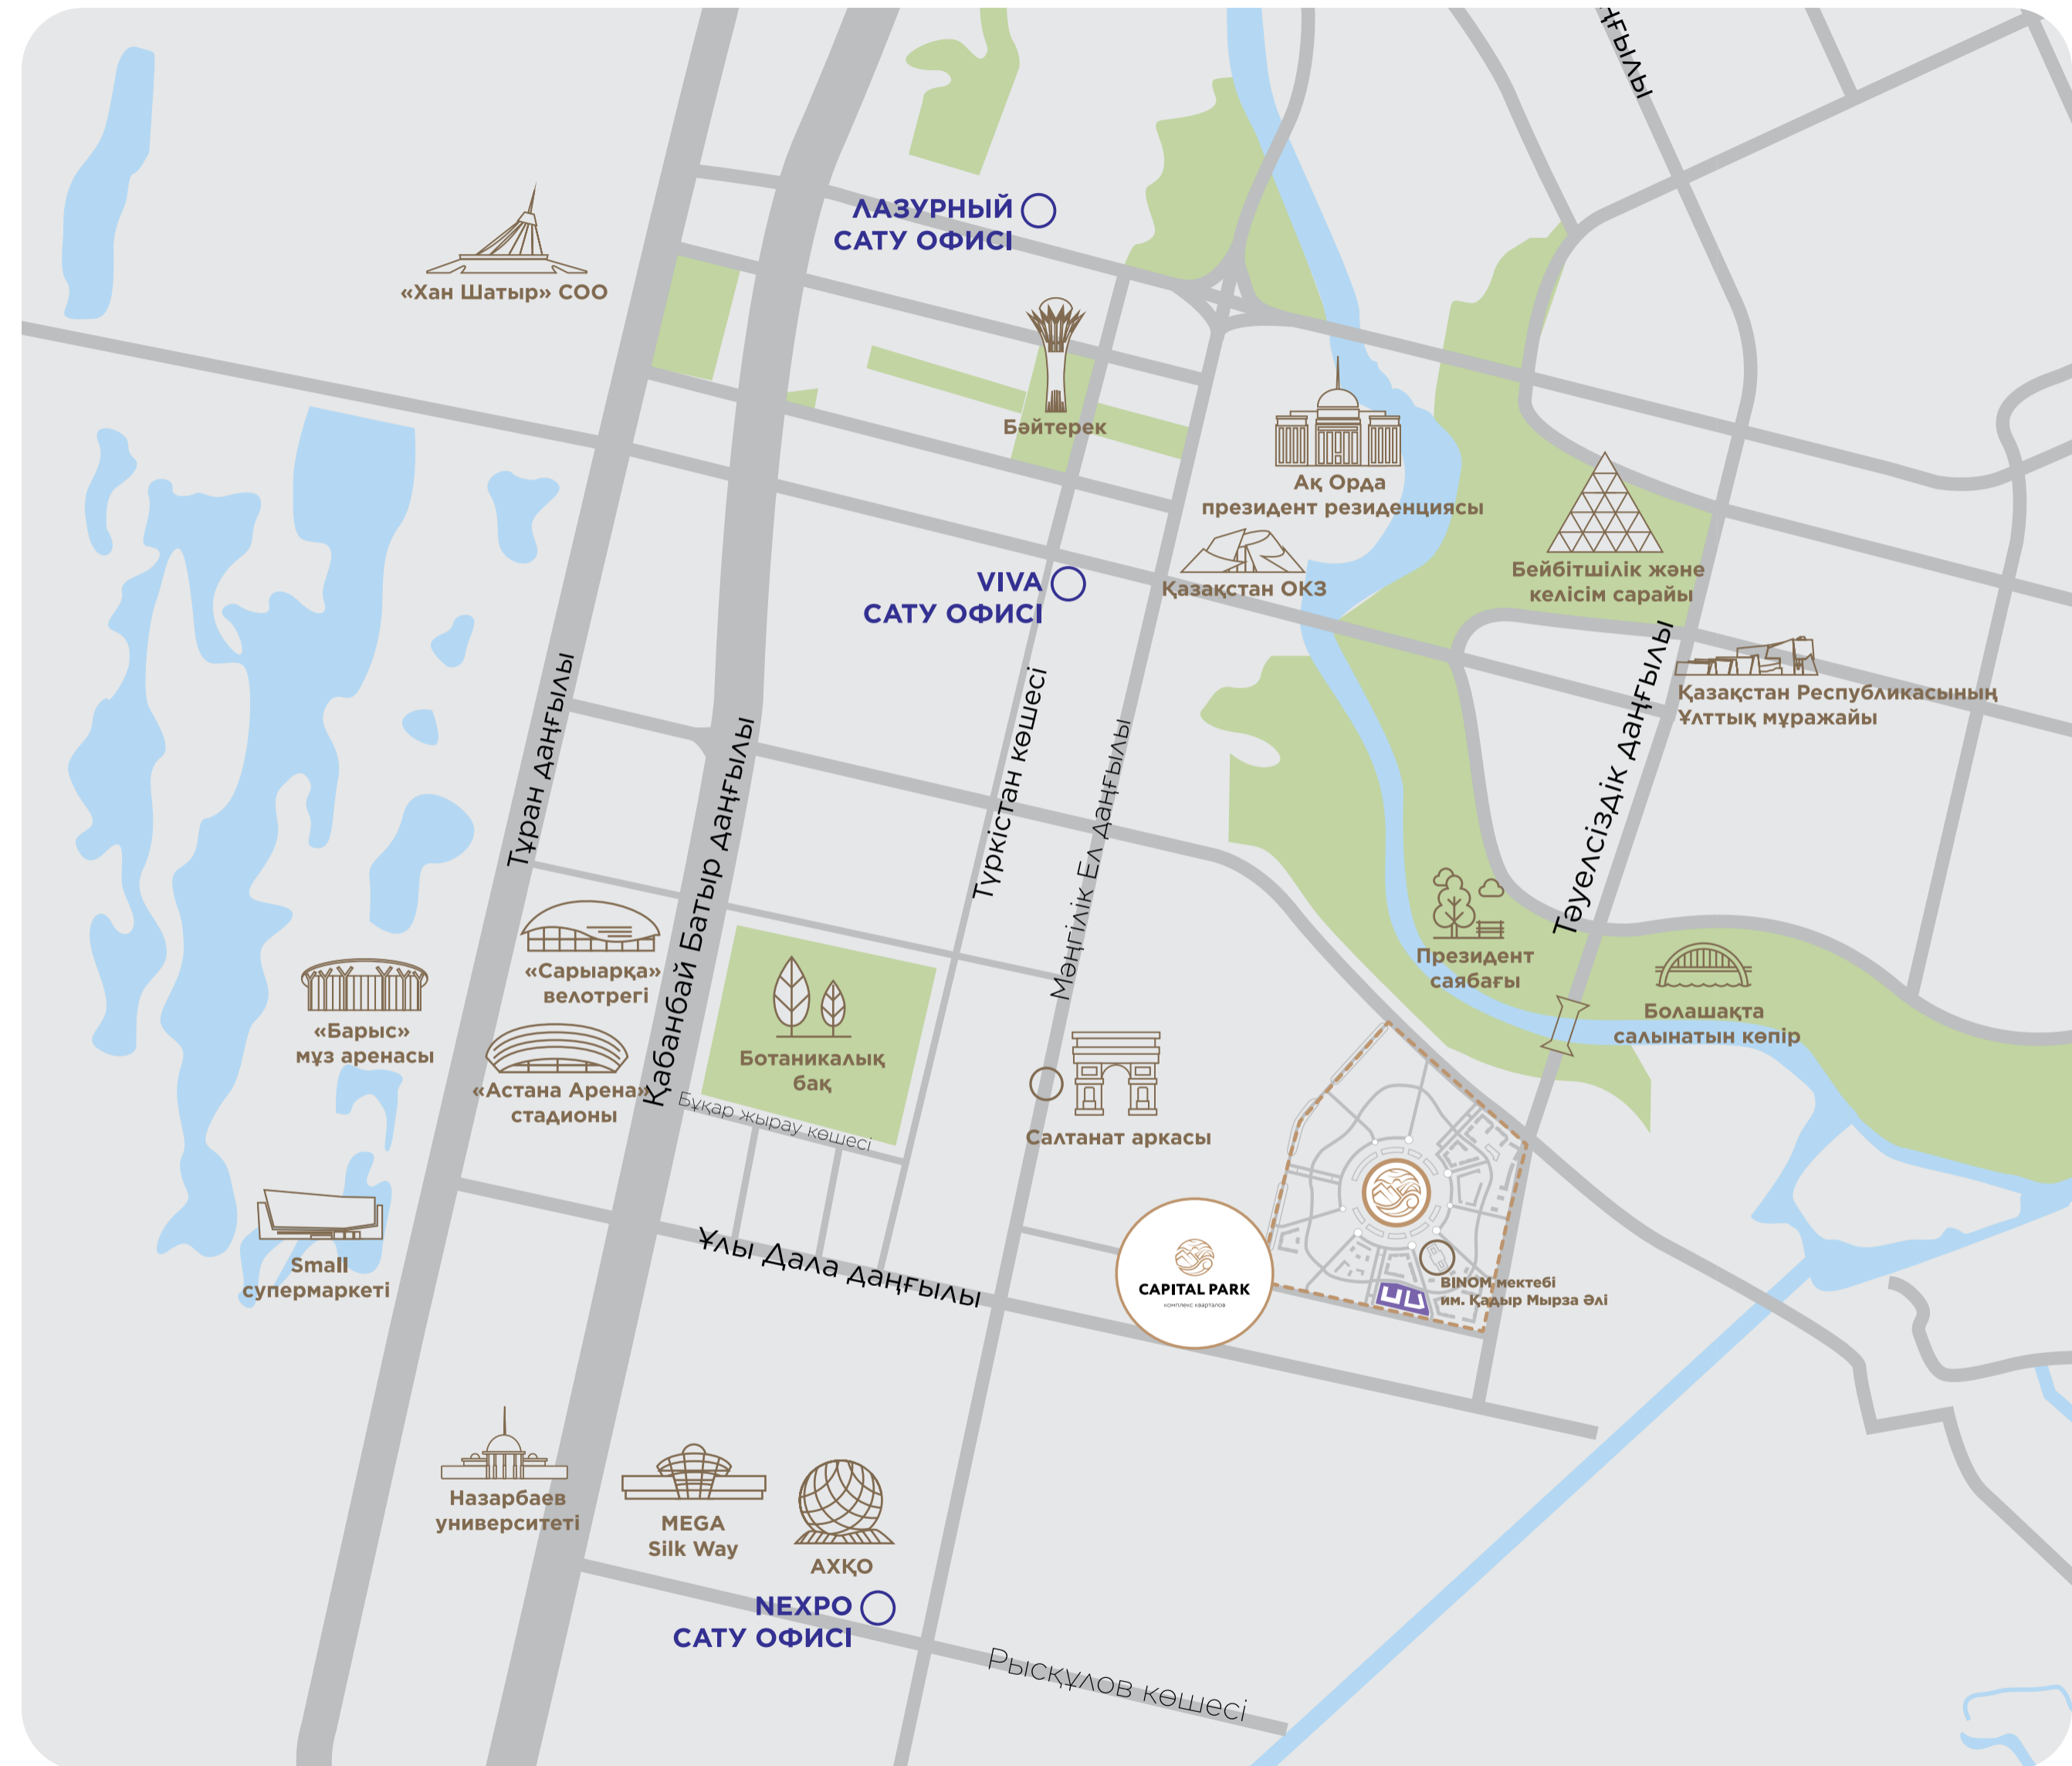 ңғылы
ЛАЗУРНЫЙ
САТУ ОФИСІ
«Хан Шатыр» СОО
Бәйтерек
Ақ Орда
президент резиденциясы
Қазақстан ОКЗ
Бейбітшілік және
келісім сарайы
VIVA
САТУ ОФИСІ
Қазақстан Республикасының
Ұлттық мұражайы
Тұран даңғылы
Қабанбай Батыр даңғылы
Түркістан көшесі
Мәңгілік Ел даңғылы
Тәуелсіздік даңғылы
«Сарыарқа»
велотрегі
«Барыс»
мұз аренасы
«Астана Арена»
стадионы
Ботаникалық
бақ
Бұқар жырау көшесі
Президент
саябағы
Болашақта
салынатын көпір
Салтанат аркасы
Small
супермаркеті
Ұлы Дала даңғылы
CAPITAL PARK
комплекс кварталов
BINOM мектебі
им. Қадыр Мырза Әлі
Назарбаев
университеті
MEGA
Silk Way
АХҚО
NEXPO
САТУ ОФИСІ
Рысқұлов көшесі